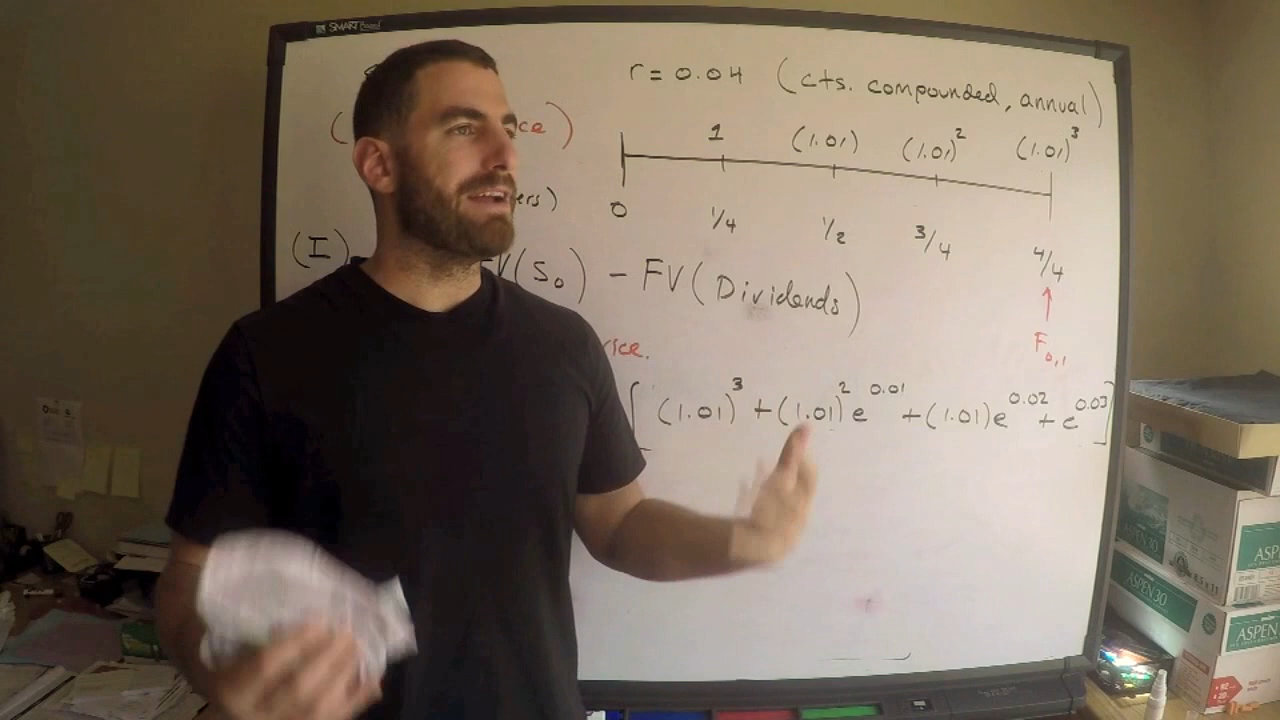 SMART Board
r = 0.04 (cts. compounded, annual)
1 (1.01) (1.01)² (1.01)³
0 1/4 1/2 3/4 4/4
(I) (S₀) - FV(Dividends)
F₀,₁
[(1.01)³ + (1.01)² e^0.01 + (1.01) e^0.02 + e^0.03]
ASPEN 30
ASPEN
ASPEN 30
ASPEN